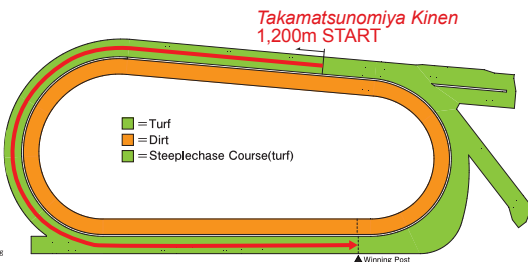 Takamatsunomiya Kinen
1,200m START
=Turf
=Dirt
=Steeplechase Course(turf)
Winning Post